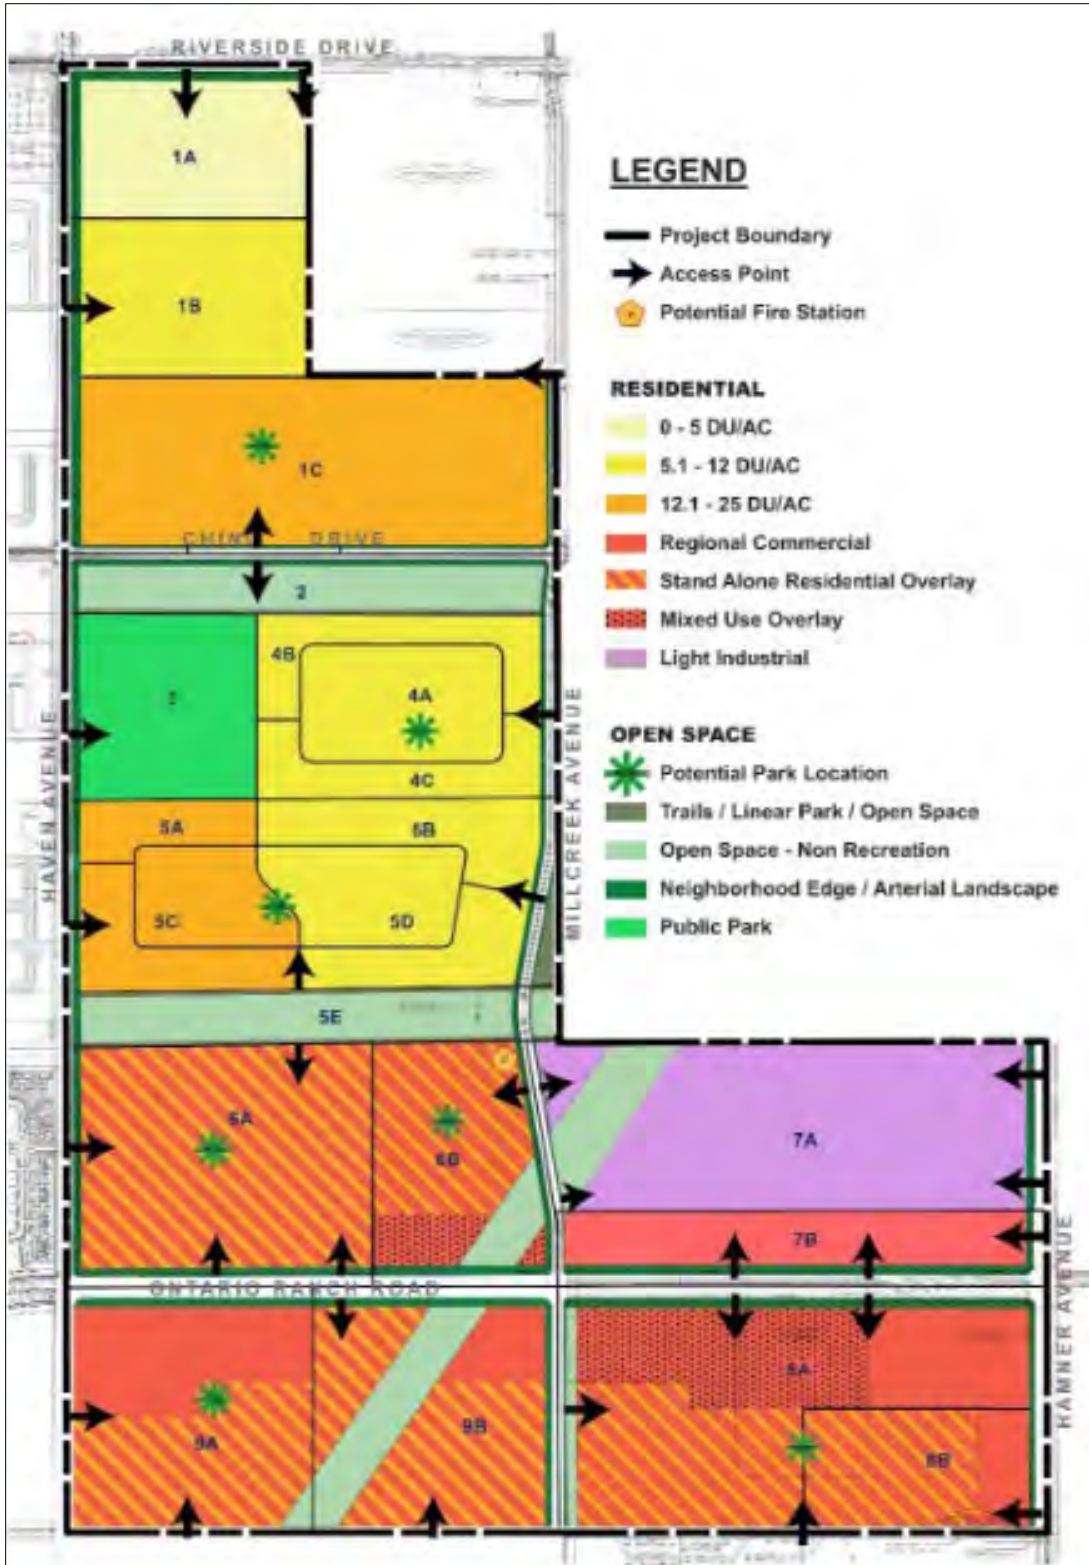 RIVERSIDE DRIVE
1A
LEGEND
Project Boundary
Access Point
Potential Fire Station
1B
RESIDENTIAL
0 - 5 DU/AC
5.1 - 12 DU/AC
12.1 - 25 DU/AC
Regional Commercial
Stand Alone Residential Overlay
Mixed Use Overlay
Light Industrial
1C
DRIVE
2
4B
4A
4C
HAVEN AVENUE
MILLCREEK AVENUE
OPEN SPACE
Potential Park Location
Trails / Linear Park / Open Space
Open Space - Non Recreation
Neighborhood Edge / Arterial Landscape
Public Park
5A
5B
5C
5D
5E
6A
6B
7A
7B
HAMNER AVENUE
ONTARIO RANCH ROAD
8A
9A
9B
8B